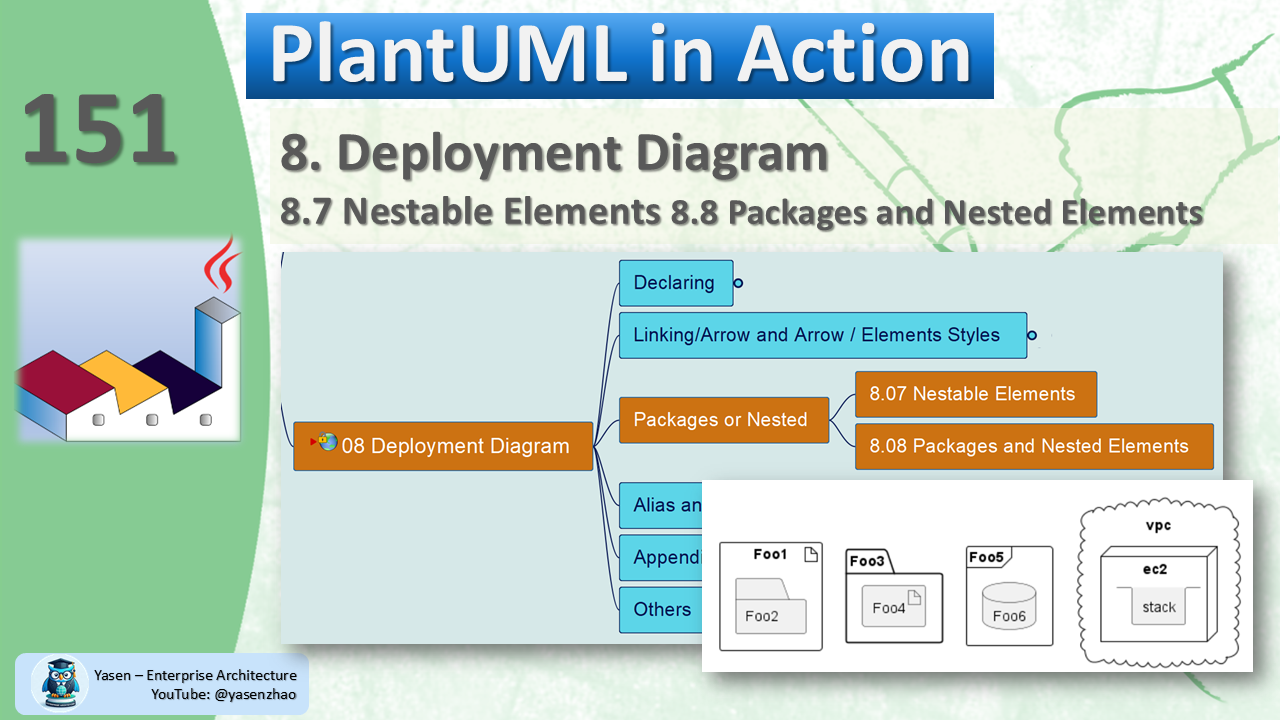 PlantUML in Action
151
8. Deployment Diagram
8.7 Nestable Elements 8.8 Packages and Nested Elements
Declaring
Linking/Arrow and Arrow / Elements Styles
8.07 Nestable Elements
Packages or Nested
08 Deployment Diagram
8.08 Packages and Nested Elements
Alias an
Appendi
Others
Foo1
Foo2
Foo3
Foo4
Foo5
Foo6
vpc
ec2
stack
Yasen – Enterprise Architecture
YouTube: @yasenzhao